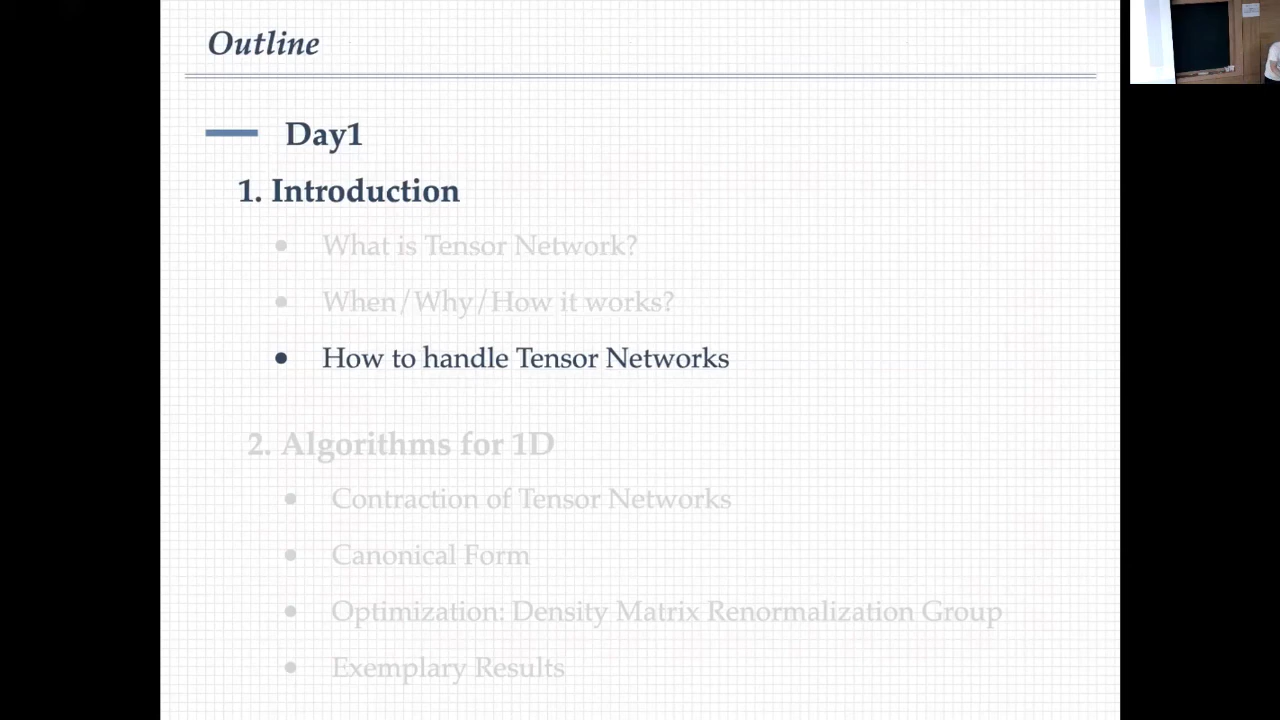 Outline
Day1
1. Introduction
• What is Tensor Network?
• When/Why/How it works?
• How to handle Tensor Networks
2. Algorithms for 1D
• Contraction of Tensor Networks
• Canonical Form
• Optimization: Density Matrix Renormalization Group
• Exemplary Results